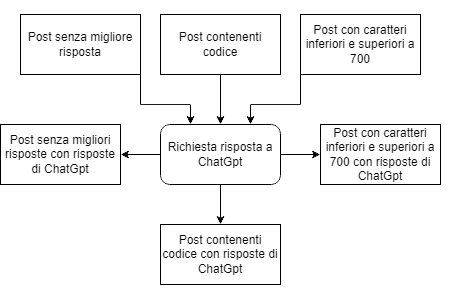 Post senza migliore
risposta
Post contenenti
codice
Post con caratteri
inferiori e superiori a
700
Post senza migliori
risposte con risposte
di ChatGpt
Richiesta risposta a
ChatGpt
Post con caratteri
inferiori e superiori a
700 con risposte di
ChatGpt
Post contenenti
codice con risposte di
ChatGpt